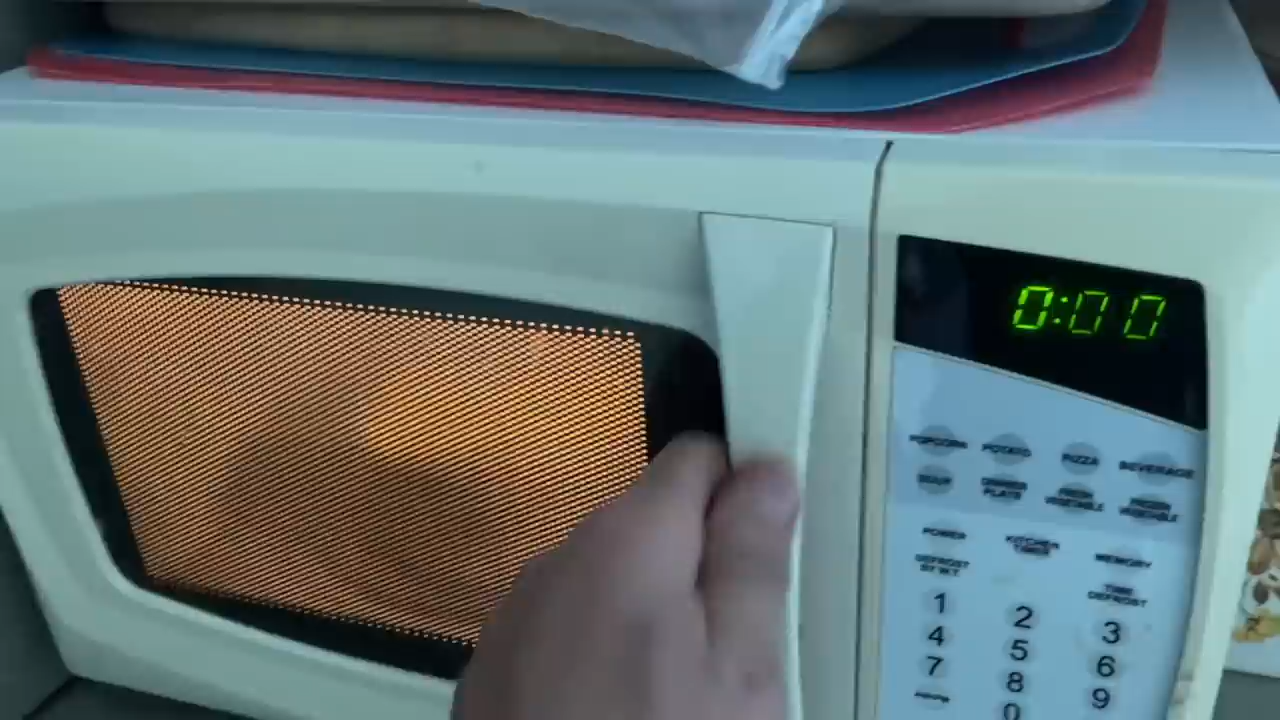 0:00
POPCORN POTATO PIZZA BEVERAGE
SOUP DINNER PLATE FRESH VEGETABLE FROZEN VEGETABLE
POWER KITCHEN TIMER MEMORY
DEFROST BY WT. TIME DEFROST
1 2 3
4 5 6
7 8 9
0